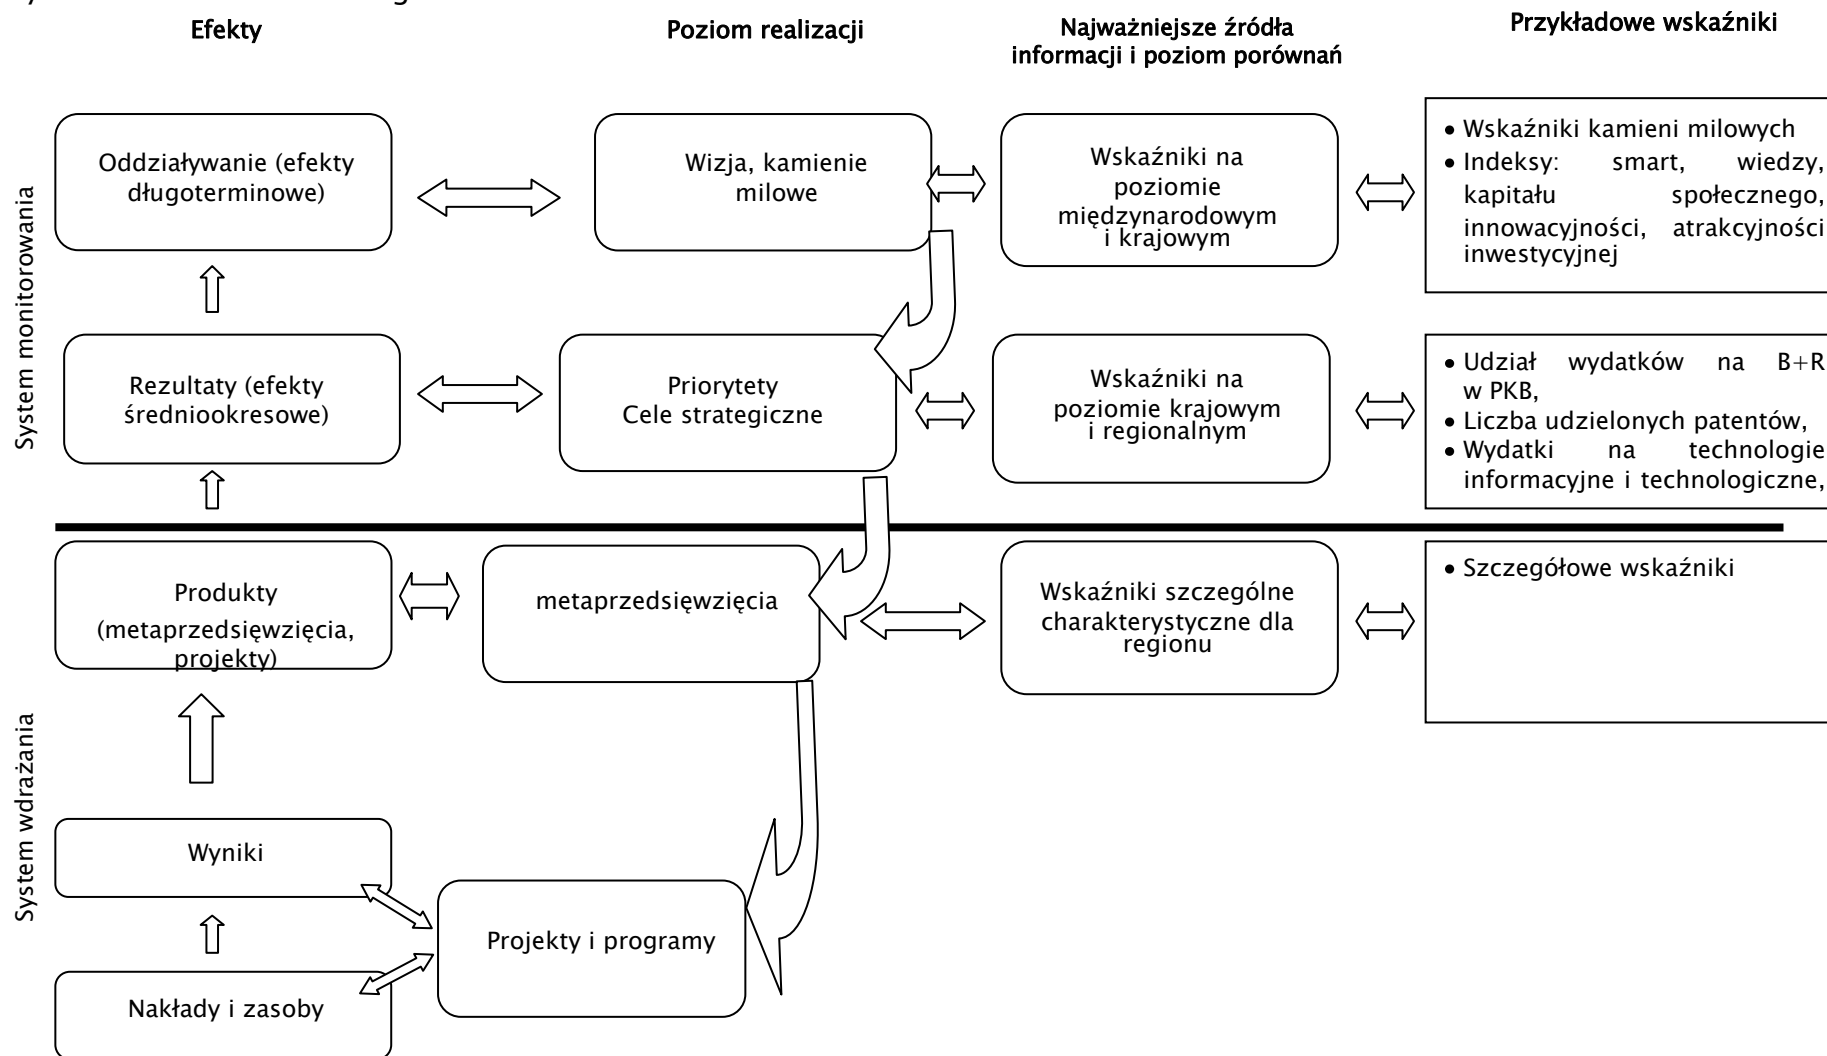 Efekty
Poziom realizacji
Najważniejsze źródła
informacji i poziom porównań
Przykładowe wskaźniki
System monitorowania
Oddziaływanie (efekty
długoterminowe)
Wizja, kamienie
milowe
Wskaźniki na
poziomie
międzynarodowym
i krajowym
• Wskaźniki kamieni milowych
• Indeksy: smart, wiedzy,
kapitału społecznego,
innowacyjności, atrakcyjności
inwestycyjnej
Rezultaty (efekty
średniookresowe)
Priorytety
Cele strategiczne
Wskaźniki na
poziomie krajowym
i regionalnym
• Udział wydatków na B+R
w PKB,
• Liczba udzielonych patentów,
• Wydatki na technologie
informacyjne i technologiczne,
System wdrażania
Produkty
(metaprzedsięwzięcia,
projekty)
metaprzedsięwzięcia
Wskaźniki szczególne
charakterystyczne dla
regionu
• Szczegółowe wskaźniki
Wyniki
Projekty i programy
Nakłady i zasoby